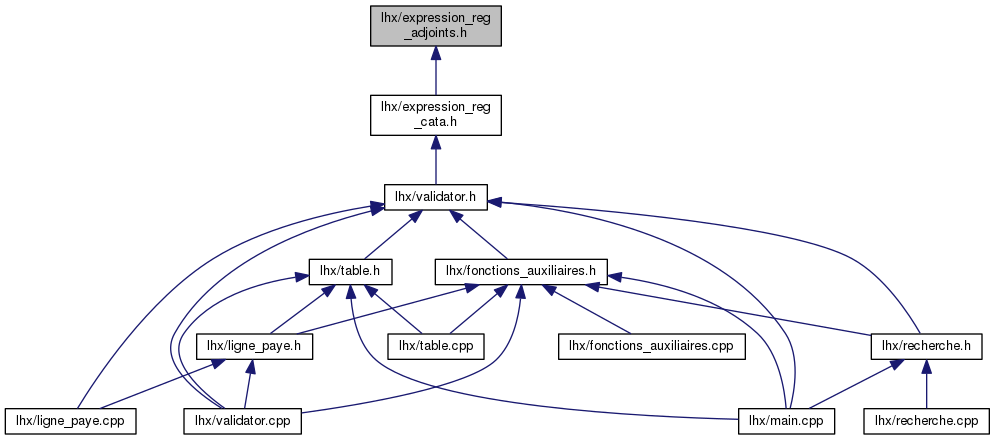 lhx/expression_reg
_adjoints.h
lhx/expression_reg
_cata.h
lhx/validator.h
lhx/table.h
lhx/fonctions_auxiliaires.h
lhx/ligne_paye.h
lhx/table.cpp
lhx/fonctions_auxiliaires.cpp
lhx/recherche.h
lhx/ligne_paye.cpp
lhx/validator.cpp
lhx/main.cpp
lhx/recherche.cpp